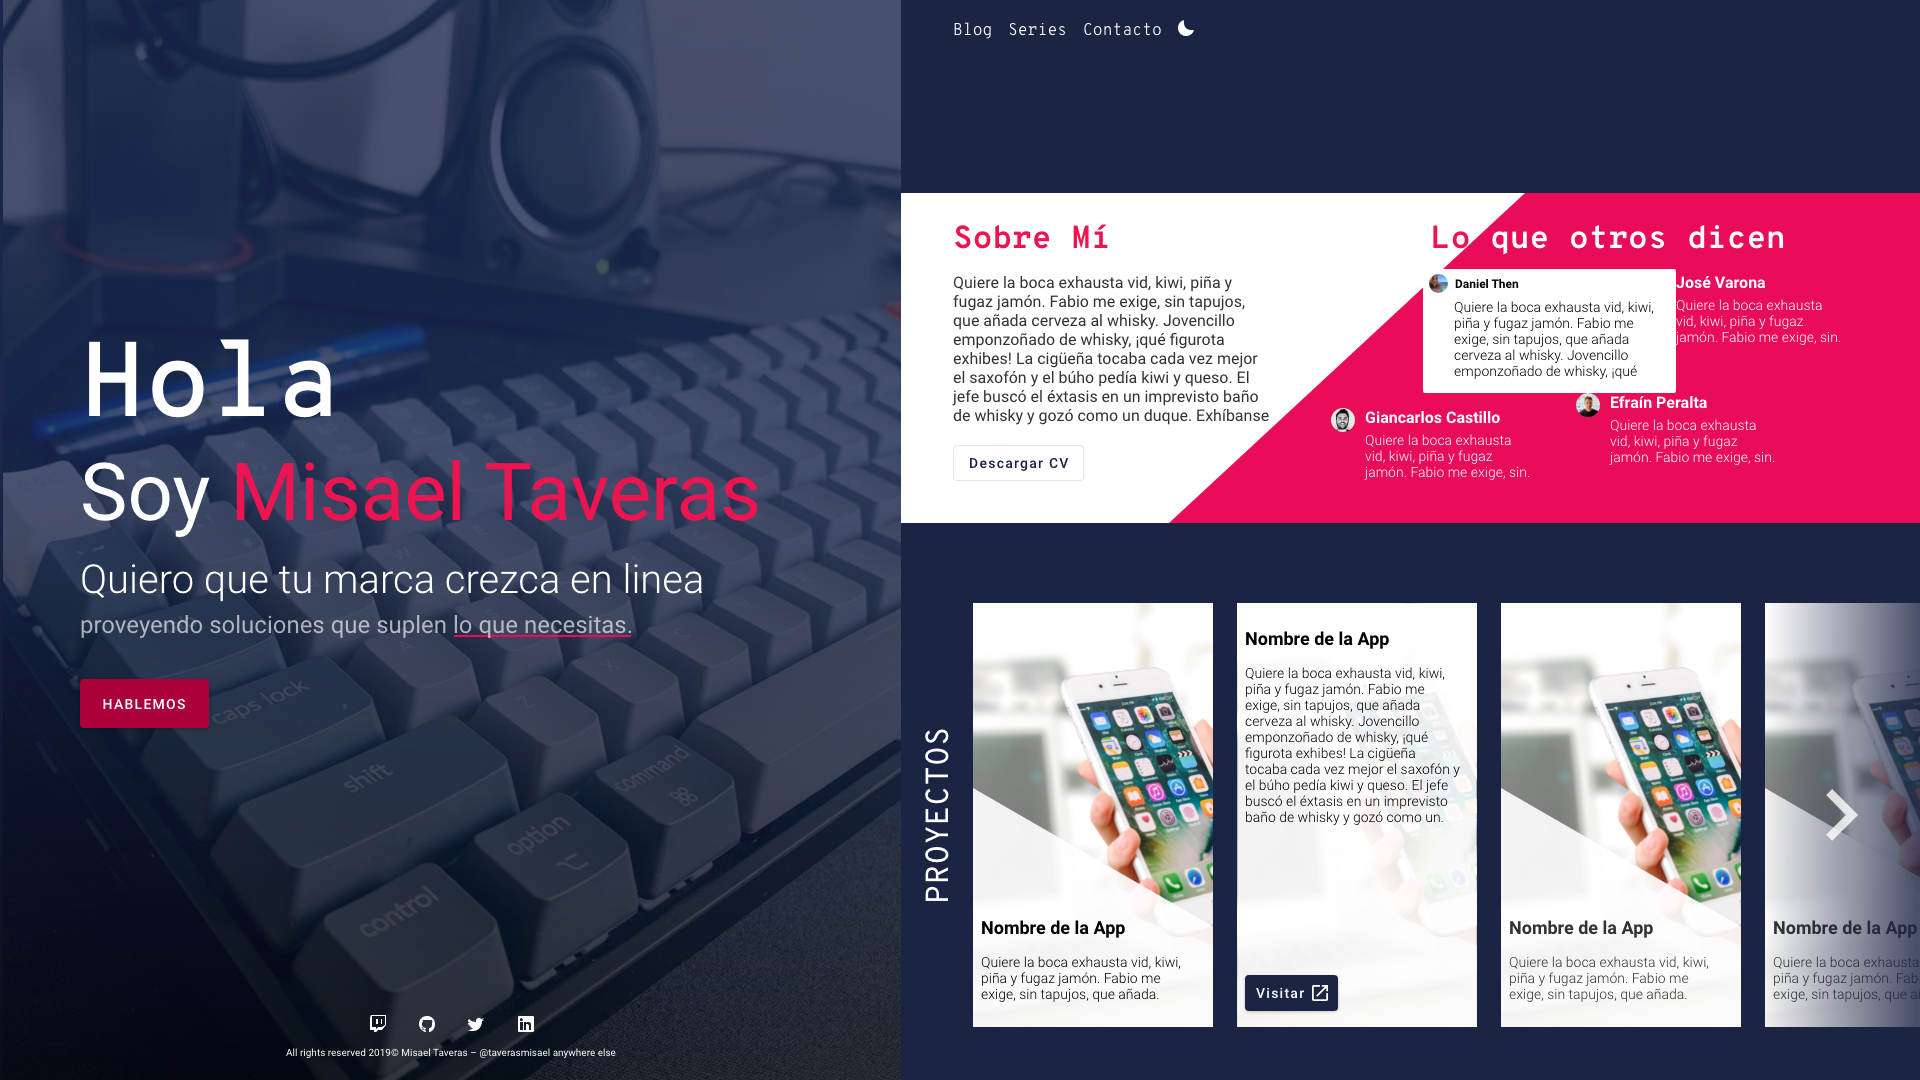 Hola
Soy Misael Taveras
Quiero que tu marca crezca en linea
proveyendo soluciones que suplen lo que necesitas.
HABLEMOS
caps lock
shift
command
option
control
All rights reserved 2019© Misael Taveras – @taverasmisael anywhere else
Blog Series Contacto
Sobre Mí
Quiere la boca exhausta vid, kiwi, piña y
fugaz jamón. Fabio me exige, sin tapujos,
que añada cerveza al whisky. Jovencillo
emponzoñado de whisky, ¡qué figurota
exhibes! La cigüeña tocaba cada vez mejor
el saxofón y el búho pedía kiwi y queso. El
jefe buscó el éxtasis en un imprevisto baño
de whisky y gozó como un duque. Exhíbanse
Descargar CV
Lo que otros dicen
Daniel Then
Quiere la boca exhausta vid, kiwi,
piña y fugaz jamón. Fabio me
exige, sin tapujos, que añada
cerveza al whisky. Jovencillo
emponzoñado de whisky, ¡qué
José Varona
Quiere la boca exhausta
vid, kiwi, piña y fugaz
jamón. Fabio me exige, sin.
Giancarlos Castillo
Quiere la boca exhausta
vid, kiwi, piña y fugaz
jamón. Fabio me exige, sin.
Efraín Peralta
Quiere la boca exhausta
vid, kiwi, piña y fugaz
jamón. Fabio me exige, sin.
PROYECTOS
Nombre de la App
Quiere la boca exhausta vid, kiwi,
piña y fugaz jamón. Fabio me
exige, sin tapujos, que añada.
Nombre de la App
Quiere la boca exhausta vid, kiwi,
piña y fugaz jamón. Fabio me
exige, sin tapujos, que añada
cerveza al whisky. Jovencillo
emponzoñado de whisky, ¡qué
figurota exhibes! La cigüeña
tocaba cada vez mejor el saxofón y
el búho pedía kiwi y queso. El jefe
buscó el éxtasis en un imprevisto
baño de whisky y gozó como un.
Visitar
Nombre de la App
Quiere la boca exhausta vid, kiwi,
piña y fugaz jamón. Fabio me
exige, sin tapujos, que añada.
Nombre de la App
Quiere la boca exhausta
piña y fugaz jamón. Fab
exige, sin tapujos, que a